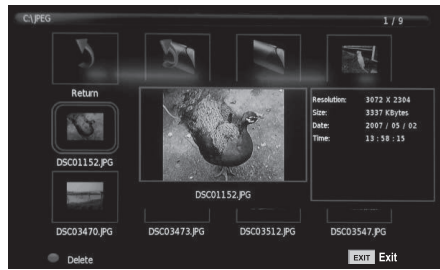 C:\JPEG
1 / 9
Return
Resolution: 3072 X 2304
Size: 3337 KBytes
Date: 2007 / 05 / 02
Time: 13 : 58 : 15
DSC01152.JPG
DSC01152.JPG
DSC03470.JPG
DSC03473.JPG
DSC03512.JPG
DSC03547.JPG
Delete
EXIT Exit